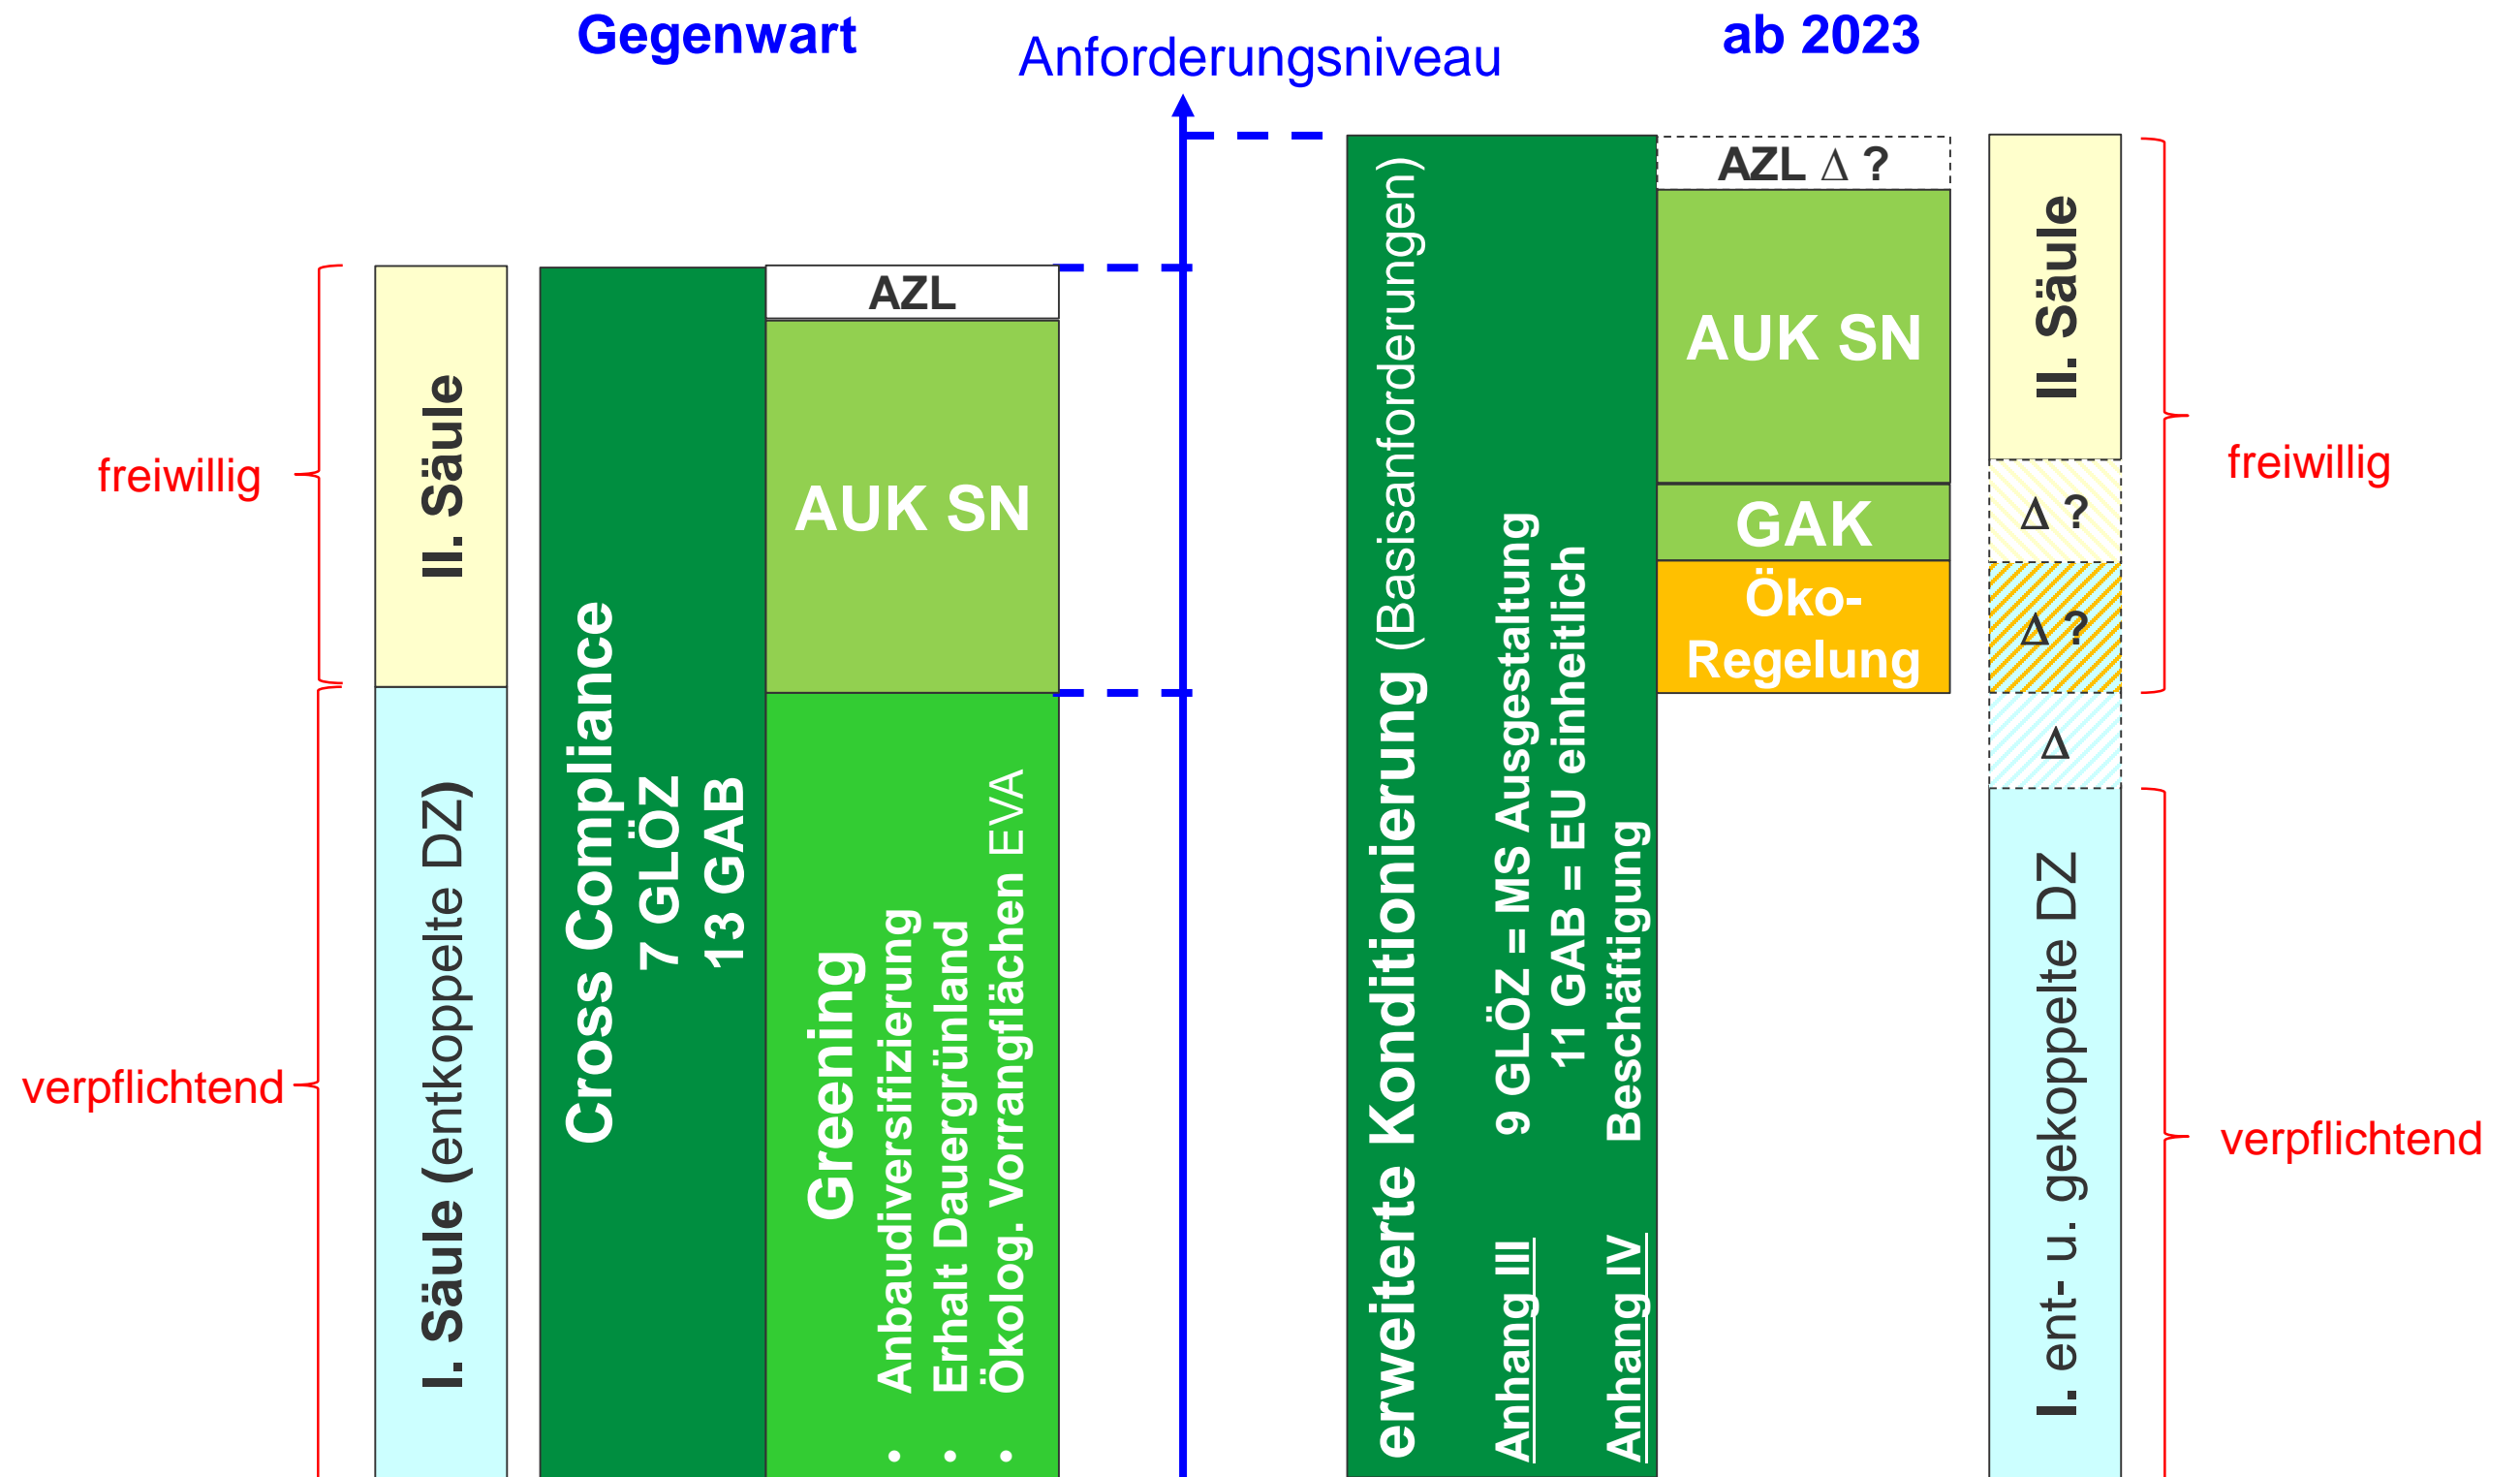 Gegenwart
Anforderungsniveau
ab 2023
freiwillig
verpflichtend
II. Säule
I. Säule (entkoppelte DZ)
Cross Compliance
7 GLÖZ
13 GAB
AZL
AUK SN
Greening
• Anbaudiversifizierung
• Erhalt Dauergrünland
• Ökolog. Vorrangflächen EVA
erweiterte Konditionierung (Basisanforderungen)
Anhang III 9 GLÖZ = MS Ausgestaltung
11 GAB = EU einheitlich
Anhang IV Beschäftigung
AZL Δ ?
AUK SN
GAK
Öko-
Regelung
II. Säule
Δ ?
Δ ?
Δ
I. ent- u. gekoppelte DZ
freiwillig
verpflichtend